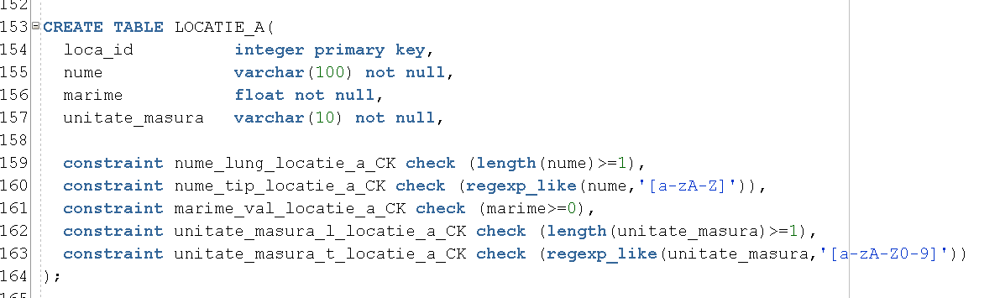 152
153 CREATE TABLE LOCATIE_A(
154 loca_id integer primary key,
155 nume varchar(100) not null,
156 marime float not null,
157 unitate_masura varchar(10) not null,
158
159 constraint nume_lung_locatie_a_CK check (length(nume)>=1),
160 constraint nume_tip_locatie_a_CK check (regexp_like(nume,'[a-zA-Z]')),
161 constraint marime_val_locatie_a_CK check (marime>=0),
162 constraint unitate_masura_l_locatie_a_CK check (length(unitate_masura)>=1),
163 constraint unitate_masura_t_locatie_a_CK check (regexp_like(unitate_masura,'[a-zA-Z0-9]'))
164 );
165